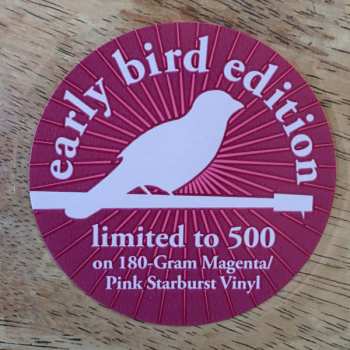 early bird edition
limited to 500
on 180-Gram Magenta/
Pink Starburst Vinyl